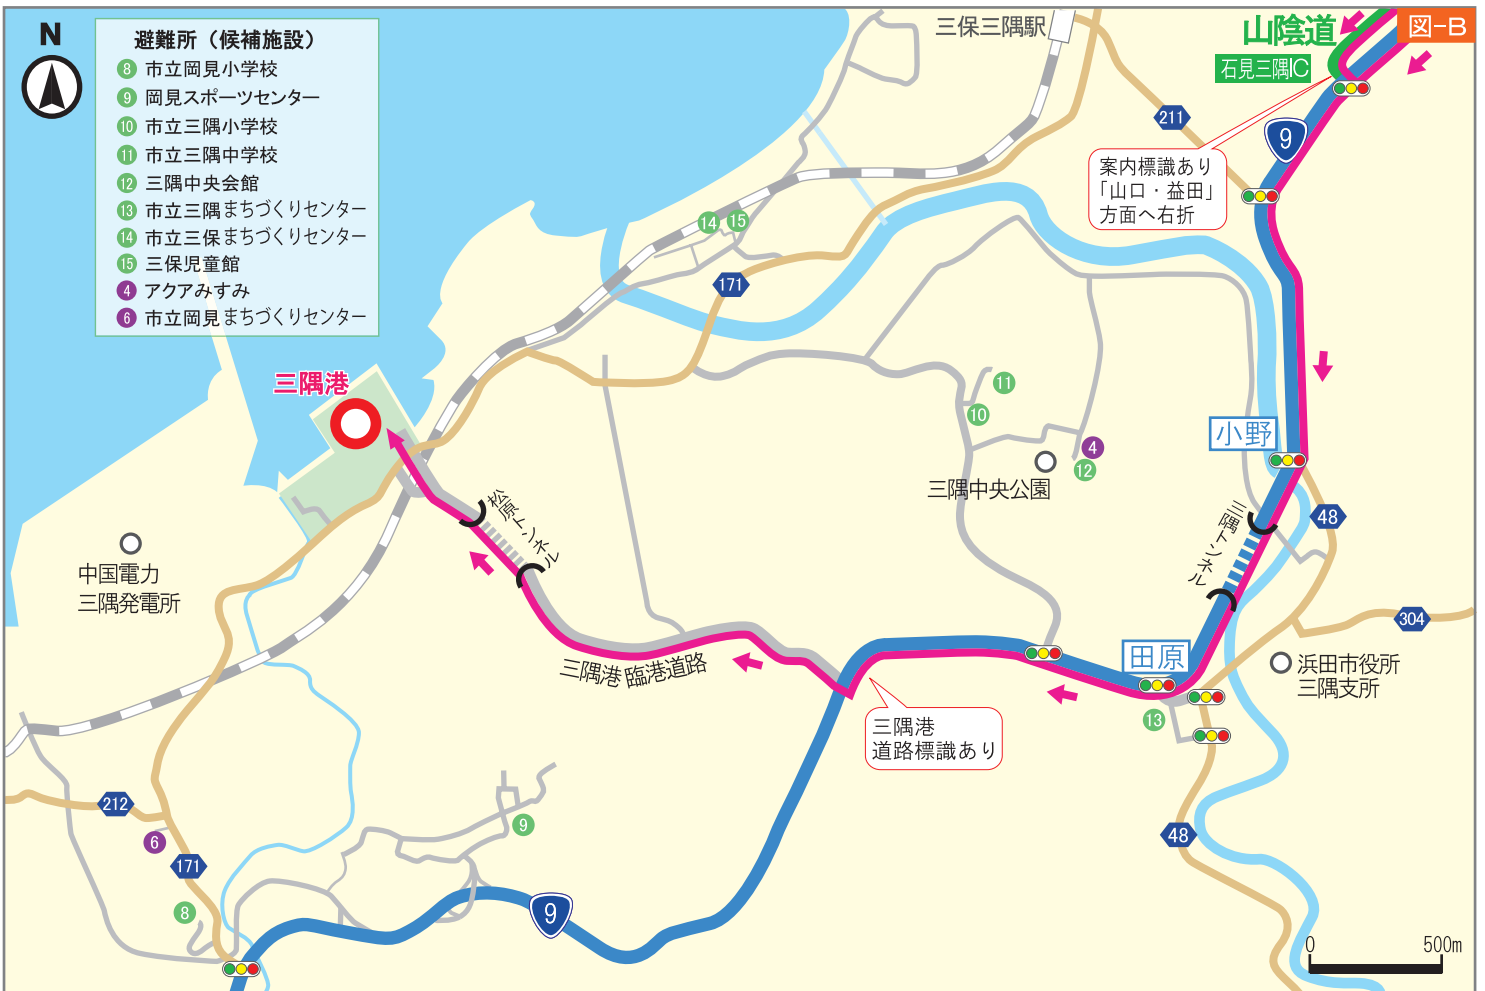 N
避難所（候補施設）
8 市立岡見小学校
9 岡見スポーツセンター
10 市立三隅小学校
11 市立三隅中学校
12 三隅中央会館
13 市立三隅まちづくりセンター
14 市立三保まちづくりセンター
15 三保児童館
4 アクアみすみ
6 市立岡見まちづくりセンター
三保三隅駅
山陰道
図-B
石見三隅IC
211
9
案内標識あり
「山口・益田」
方面へ右折
14
15
171
三隅港
11
10
小野
4
12
三隅中央公園
松原トンネル
三隅トンネル
48
中国電力
三隅発電所
304
田原
浜田市役所
三隅支所
三隅港 臨港道路
13
三隅港
道路標識あり
212
6
9
171
48
8
9
0
500m